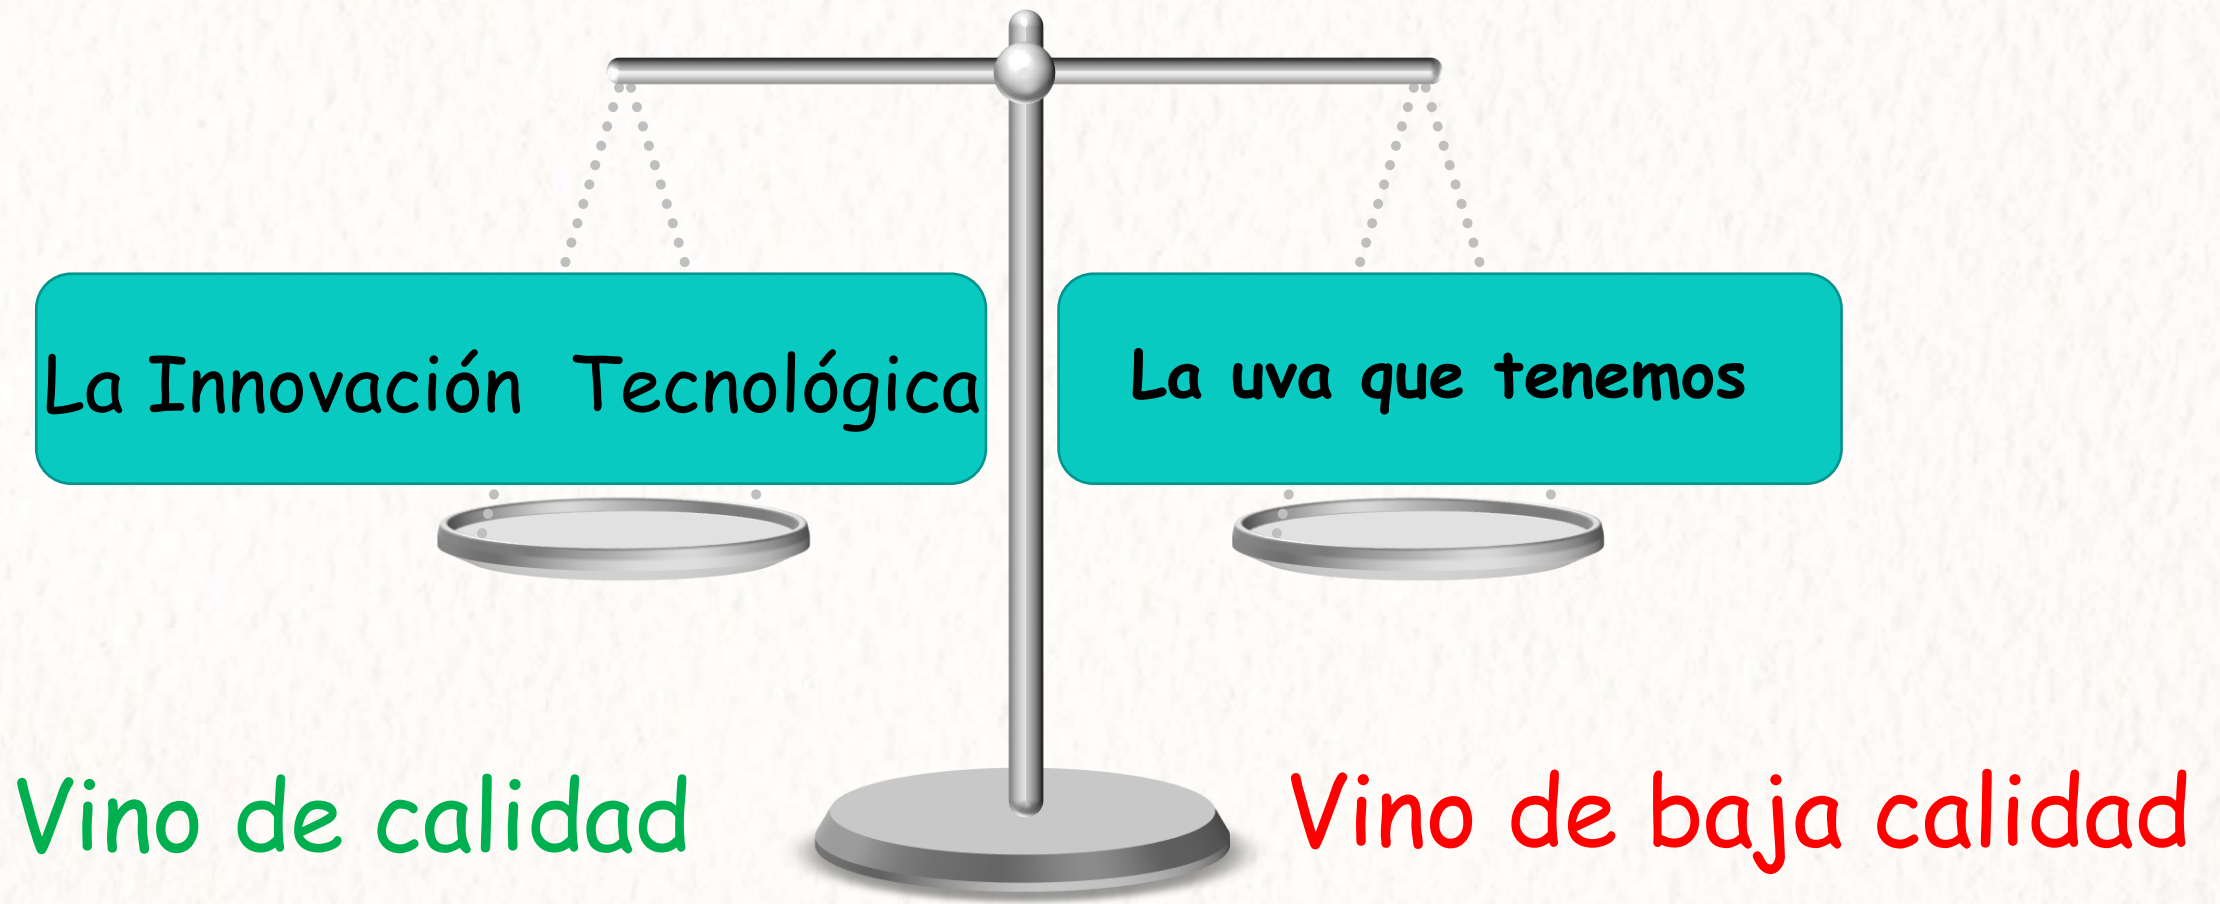 La Innovación Tecnológica
La uva que tenemos
Vino de calidad
Vino de baja calidad